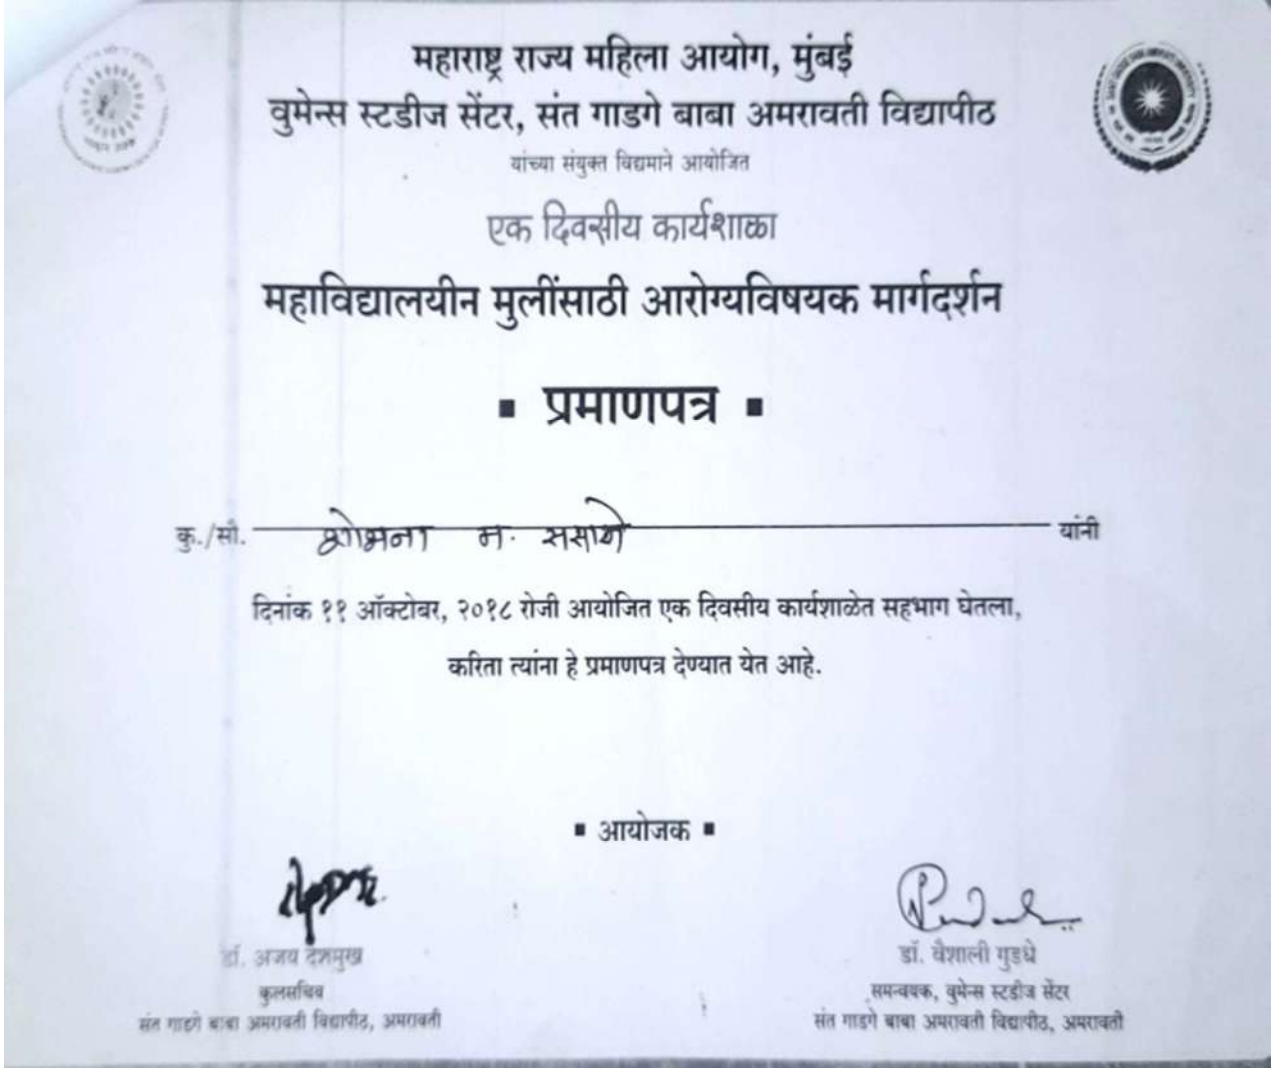 महाराष्ट्र राज्य महिला आयोग, मुंबई
वुमेन्स स्टडीज सेंटर, संत गाडगे बाबा अमरावती विद्यापीठ
यांच्या संयुक्त विद्यमाने आयोजित
एक दिवसीय कार्यशाळा
महाविद्यालयीन मुलींसाठी आरोग्यविषयक मार्गदर्शन
▪ प्रमाणपत्र ▪
कु./सौ. शोभना म. ससाणे यांनी
दिनांक ११ ऑक्टोबर, २०१८ रोजी आयोजित एक दिवसीय कार्यशाळेत सहभाग घेतला,
करिता त्यांना हे प्रमाणपत्र देण्यात येत आहे.
▪ आयोजक ▪
डॉ. अजय देशमुख
कुलसचिव
संत गाडगे बाबा अमरावती विद्यापीठ, अमरावती
डॉ. वैशाली गुडधे
समन्वयक, वुमेन्स स्टडीज सेंटर
संत गाडगे बाबा अमरावती विद्यापीठ, अमरावती